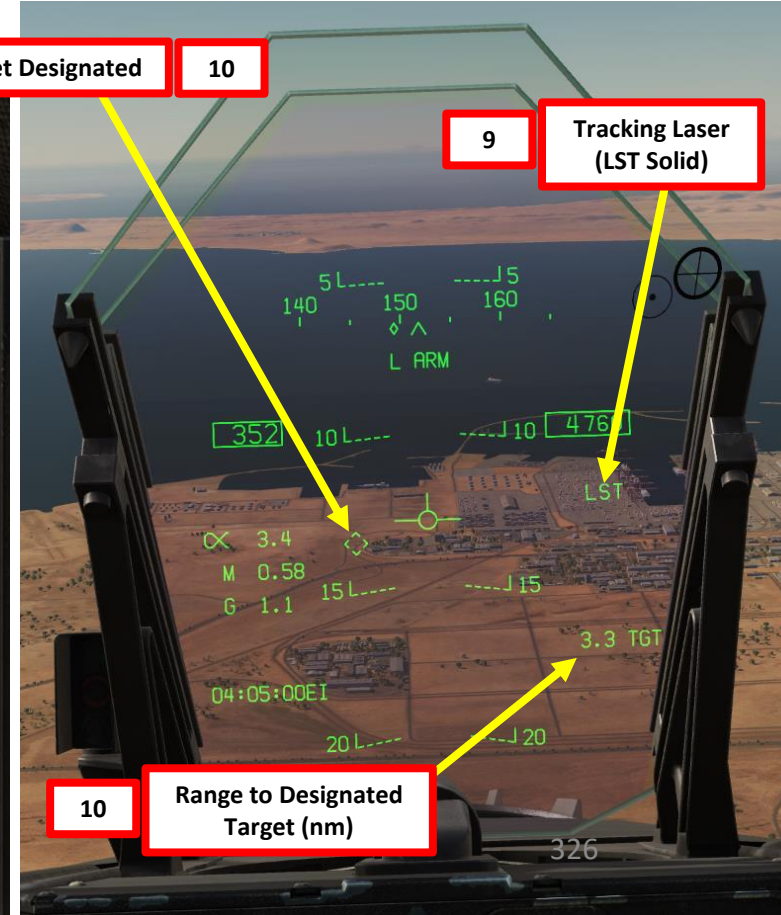 et Designated 10
9 Tracking Laser
(LST Solid)
5 5
140 150 160
L ARM
352 10 10 4760
LST
α 3.4
M 0.58
G 1.1 15 15
3.3 TGT
04:05:00EI
20 20
10 Range to Designated
Target (nm)
326